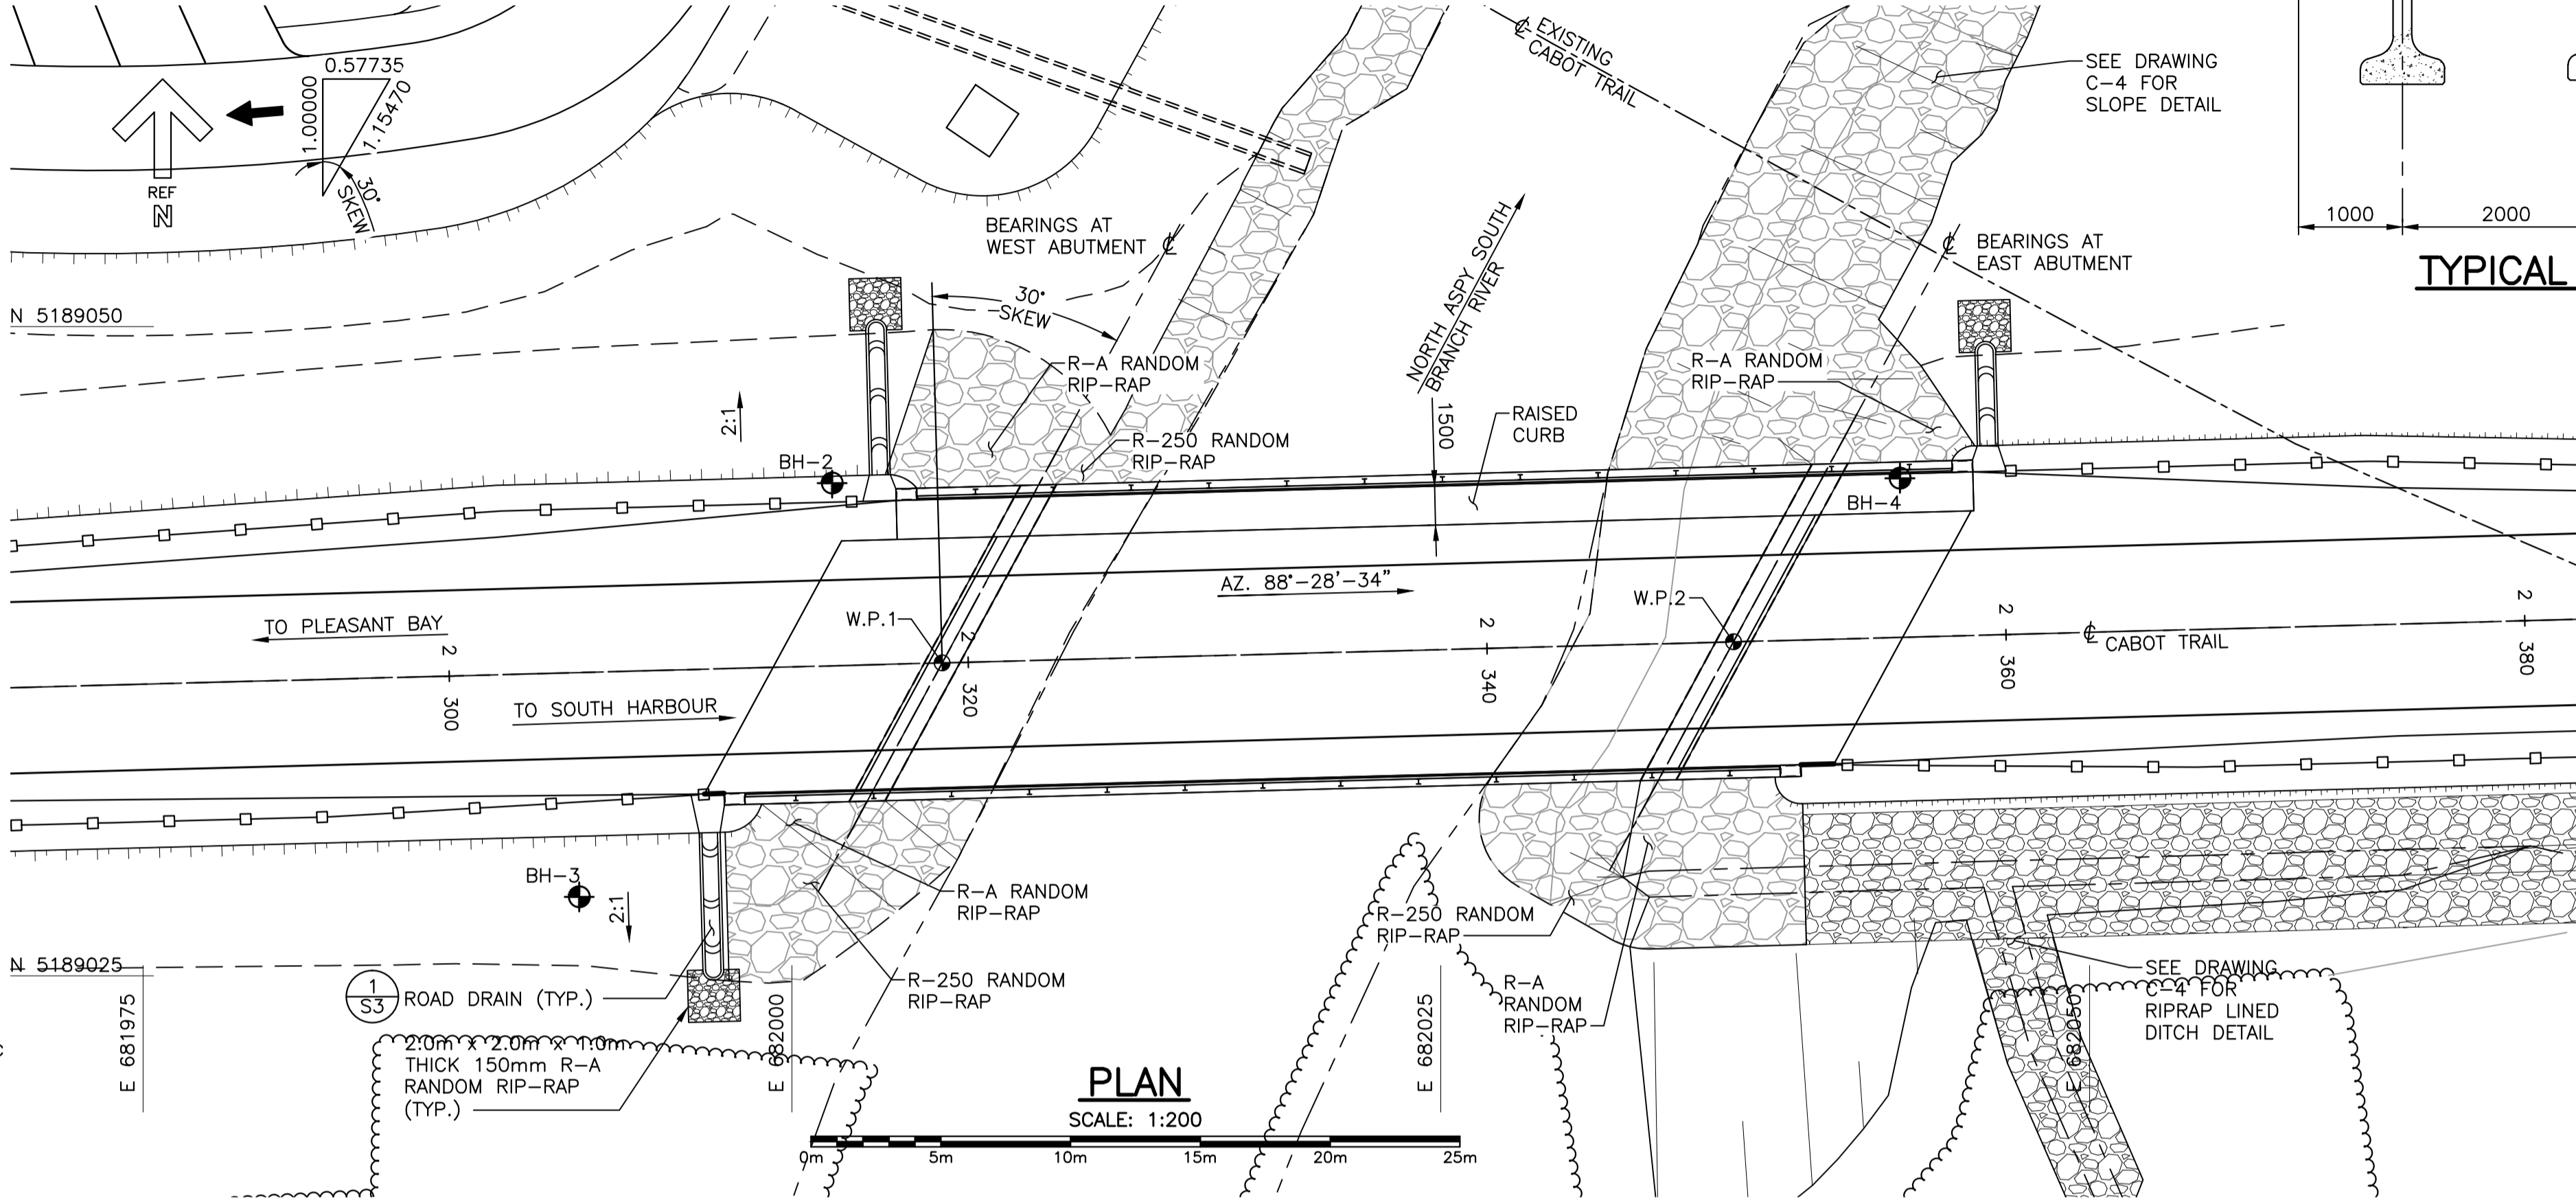 0.57735
1.00000
1.15470
30°
SKEW
REF
N
EXISTING
℄ CABOT TRAIL
SEE DRAWING
C-4 FOR
SLOPE DETAIL
1000
2000
TYPICAL
BEARINGS AT
WEST ABUTMENT ℄
NORTH ASPY SOUTH
BRANCH RIVER
℄ BEARINGS AT
EAST ABUTMENT
N 5189050
30°
SKEW
R-A RANDOM
RIP-RAP
R-A RANDOM
RIP-RAP
2:1
1500
RAISED
CURB
R-250 RANDOM
RIP-RAP
BH-2
BH-4
AZ. 88°-28'-34"
W.P.1
W.P.2
TO PLEASANT BAY
2
300
2
320
2
340
2
360
2
380
℄ CABOT TRAIL
TO SOUTH HARBOUR
BH-3
2:1
R-A RANDOM
RIP-RAP
R-250 RANDOM
RIP-RAP
N 5189025
1
S3
ROAD DRAIN (TYP.)
R-250 RANDOM
RIP-RAP
R-A
RANDOM
RIP-RAP
SEE DRAWING
C-4 FOR
RIPRAP LINED
DITCH DETAIL
E 681975
E 682000
E 682025
E 682050
2.0m x 2.0m x 1.0m
THICK 150mm R-A
RANDOM RIP-RAP
(TYP.)
PLAN
SCALE: 1:200
0m 5m 10m 15m 20m 25m